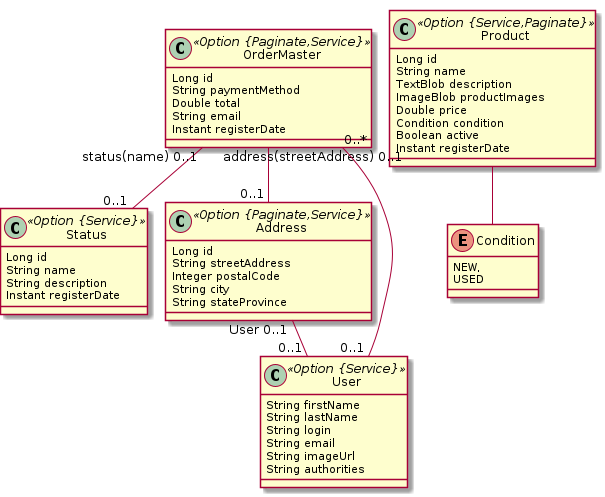 C «Option {Paginate,Service}»
OrderMaster
Long id
String paymentMethod
Double total
String email
Instant registerDate
C «Option {Service,Paginate}»
Product
Long id
String name
TextBlob description
ImageBlob productImages
Double price
Condition condition
Boolean active
Instant registerDate
0..*
status(name) 0..1
address(streetAddress) 0..1
0..1
0..1
C «Option {Service}»
Status
Long id
String name
String description
Instant registerDate
C «Option {Paginate,Service}»
Address
Long id
String streetAddress
Integer postalCode
String city
String stateProvince
E Condition
NEW,
USED
User 0..1
0..1
0..1
C «Option {Service}»
User
String firstName
String lastName
String login
String email
String imageUrl
String authorities